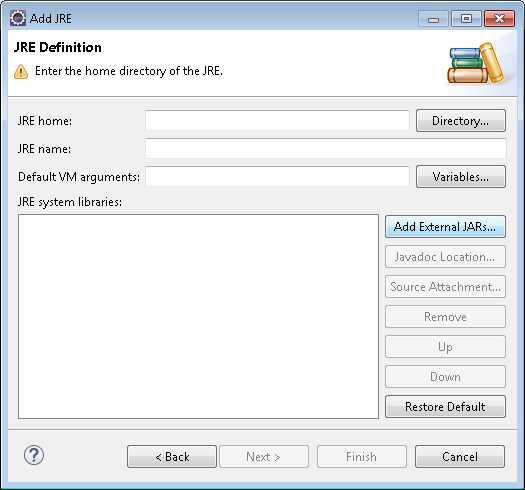 Add JRE
JRE Definition
Enter the home directory of the JRE.
JRE home:
Directory...
JRE name:
Default VM arguments:
Variables...
JRE system libraries:
Add External JARs...
Javadoc Location...
Source Attachment...
Remove
Up
Down
Restore Default
?
< Back
Next >
Finish
Cancel